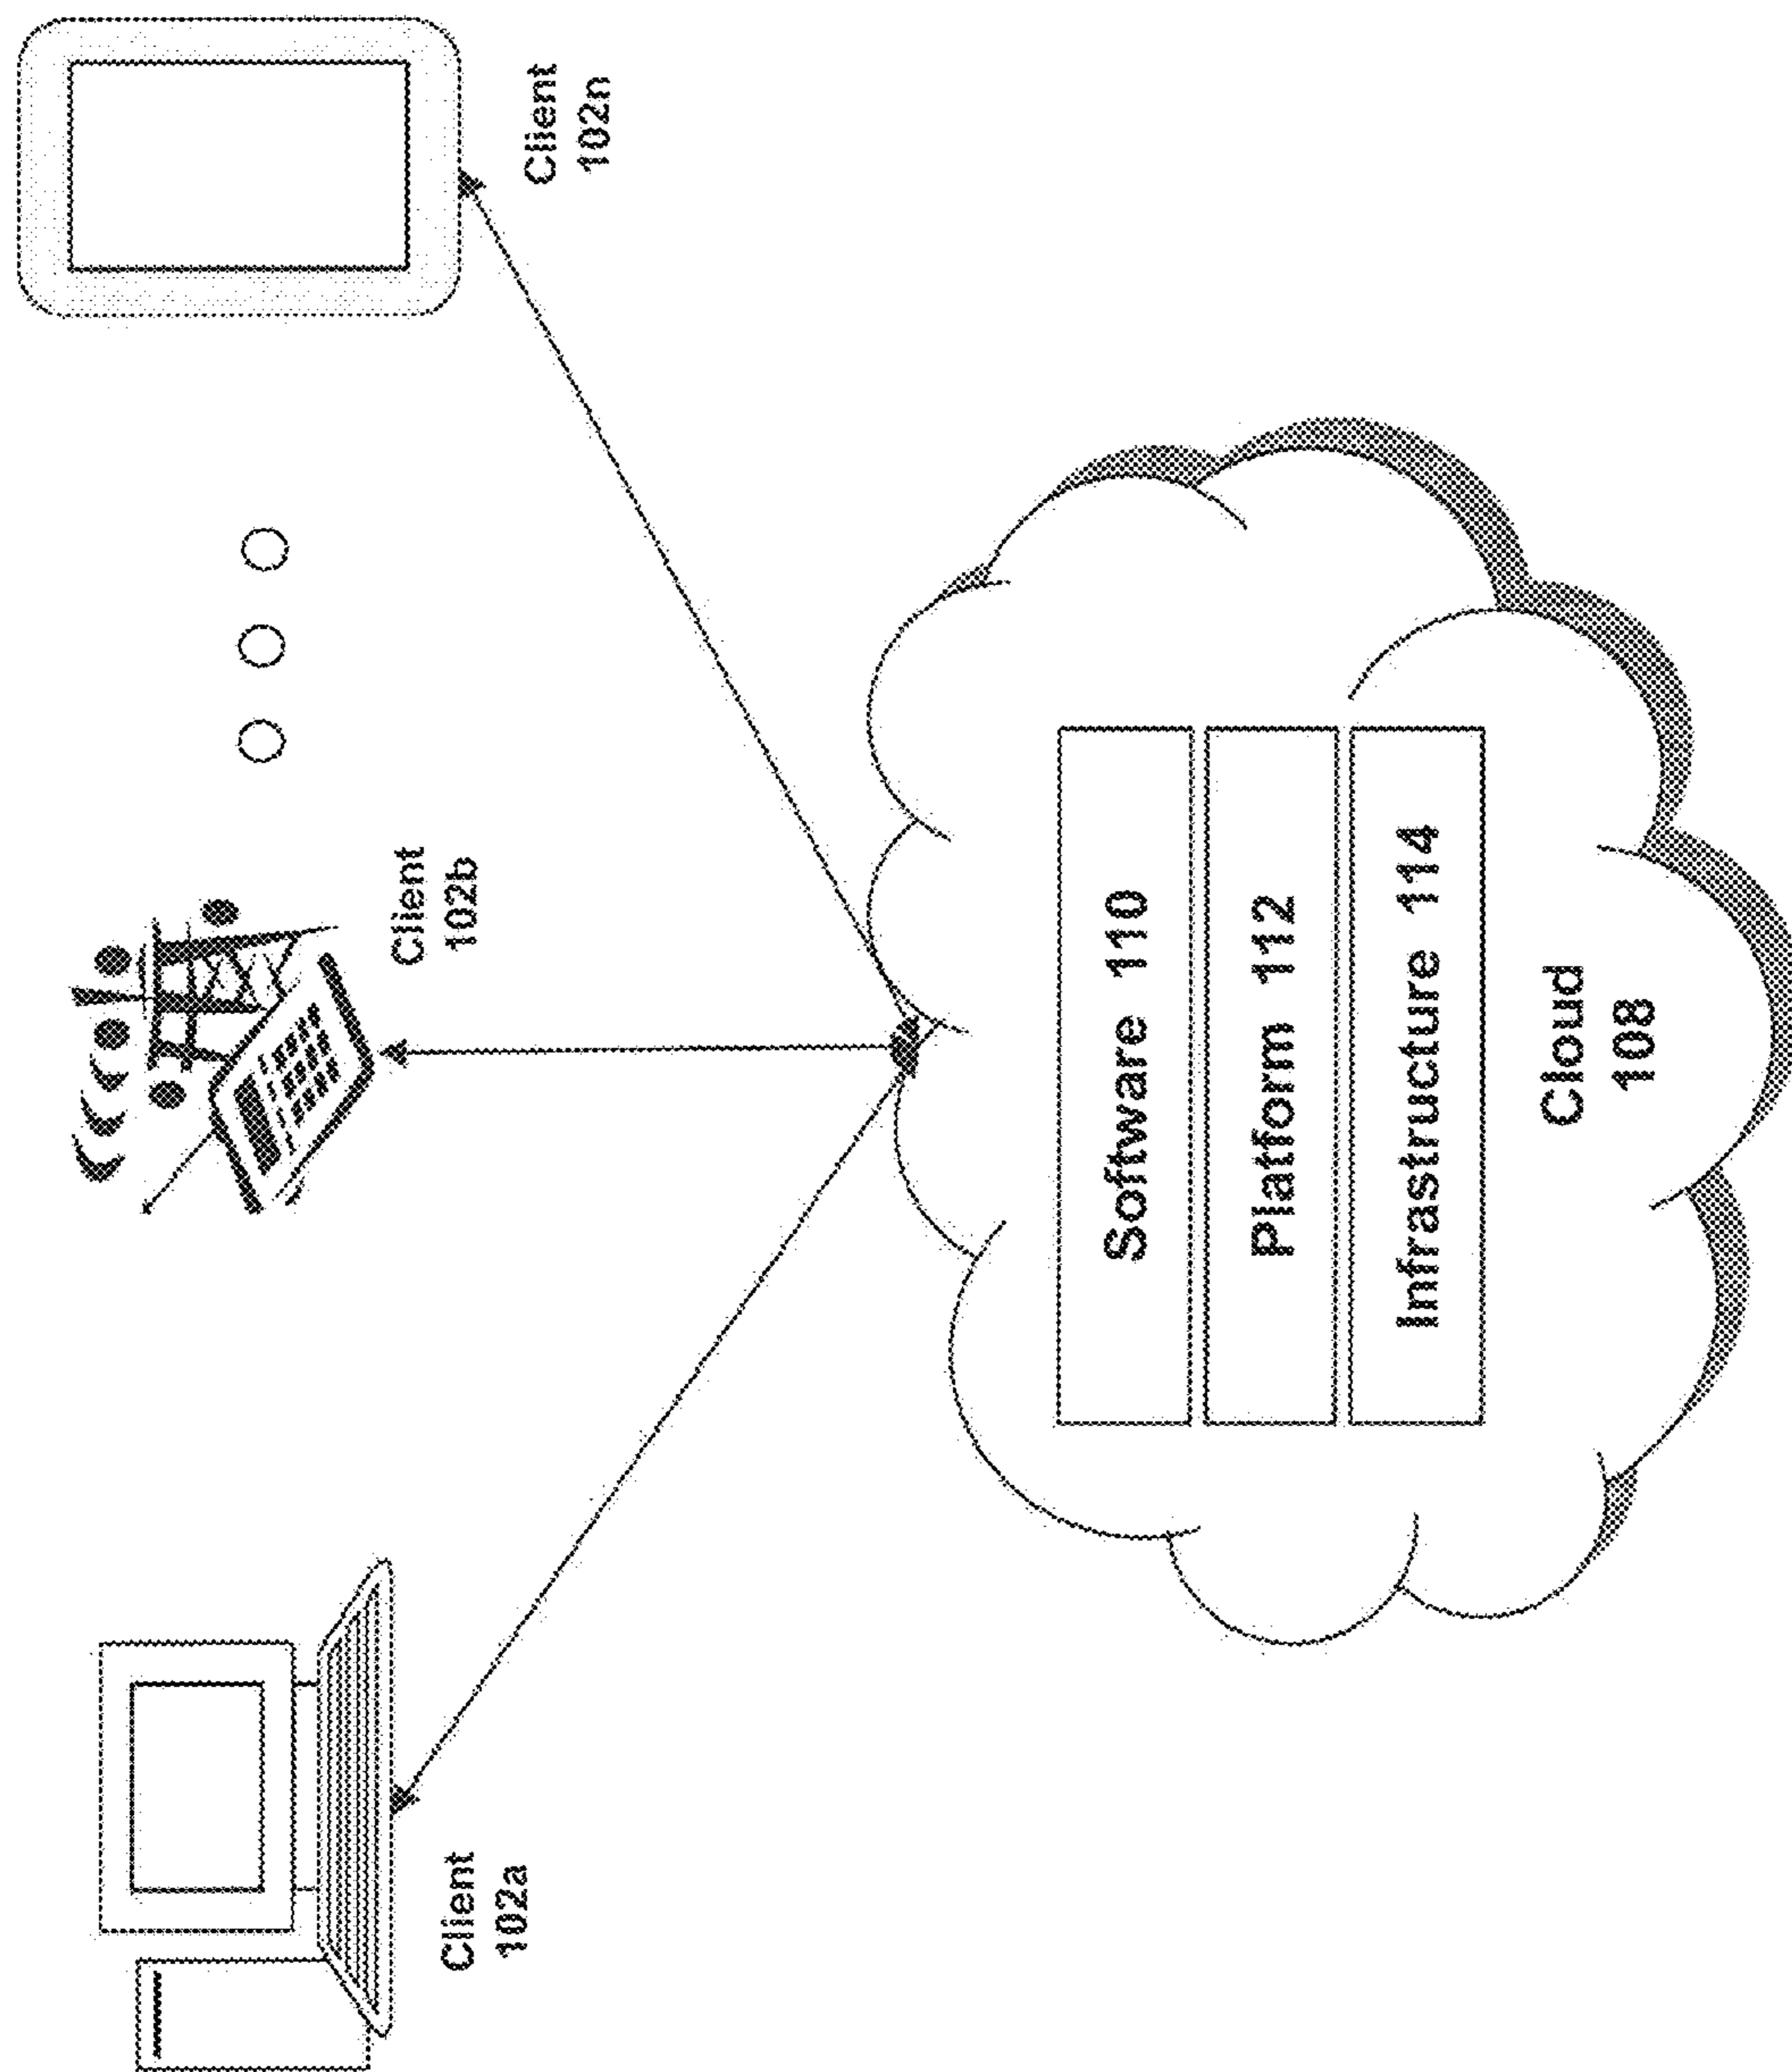 Client
102a
Client
102b
Client
102n
Software 110
Platform 112
Infrastructure 114
Cloud
108